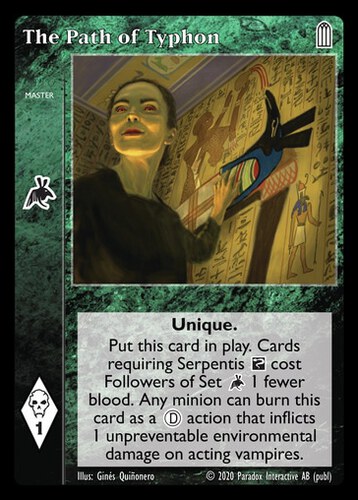 The Path of Typhon
MASTER
Unique.
Put this card in play. Cards
requiring Serpentis cost
Followers of Set 1 fewer
blood. Any minion can burn this
card as a D action that inflicts
1 unpreventable environmental
damage on acting vampires.
1
Illus: Ginés Quiñonero © 2020 Paradox Interactive AB (publ)